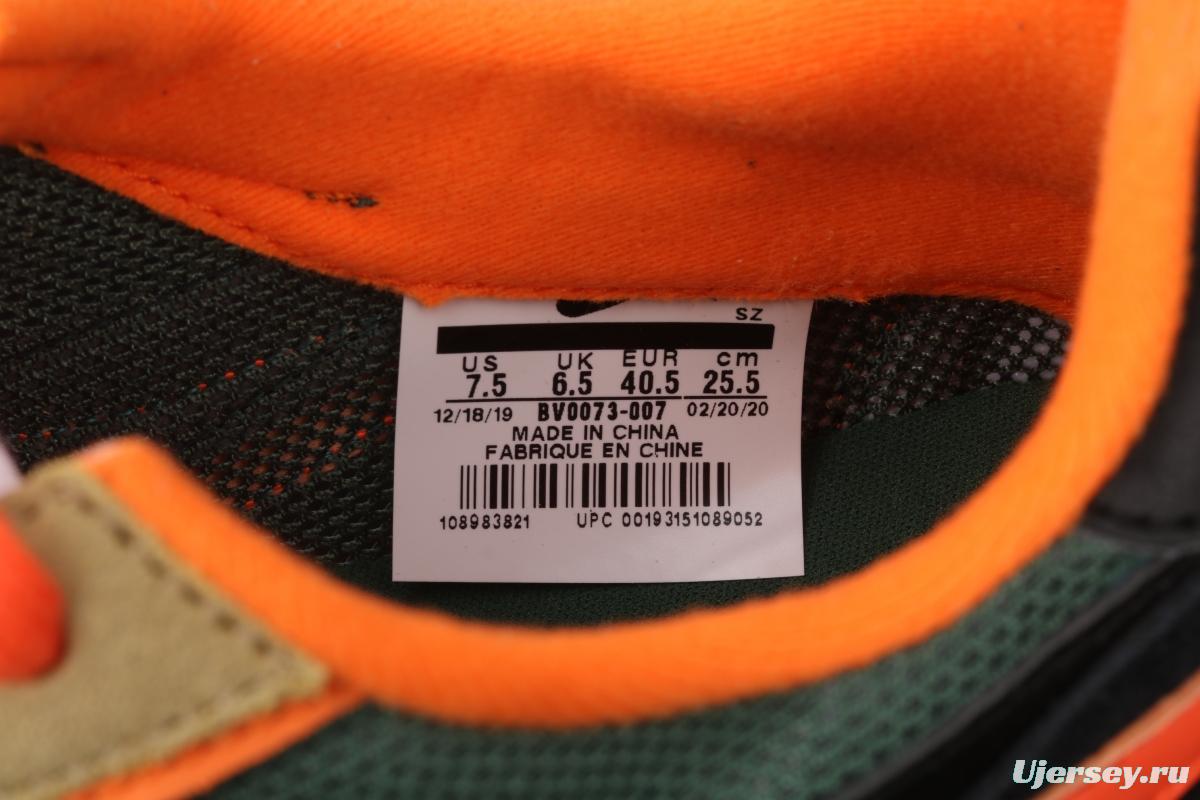 SZ
US UK EUR cm
7.5 6.5 40.5 25.5
12/18/19 BV0073-007 02/20/20
MADE IN CHINA
FABRIQUE EN CHINE
108983821 UPC 00193151089052
Ujersey.ru